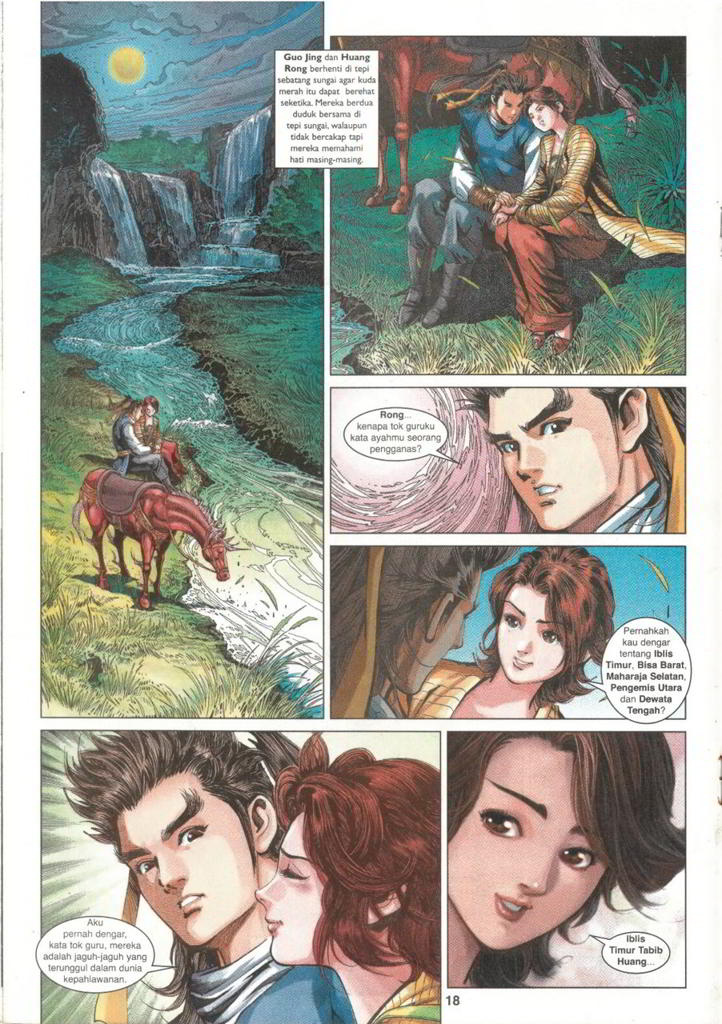 Guo Jing dan Huang
Rong berhenti di tepi
sebatang sungai agar kuda
merah itu dapat berehat
seketika. Mereka berdua
duduk bersama di
tepi sungai, walaupun
tidak bercakap tapi
mereka memahami
hati masing-masing.
Rong...
kenapa tok guruku
kata ayahmu seorang
pengganas?
Pernahkah
kau dengar
tentang Iblis
Timur, Bisa Barat,
Maharaja Selatan,
Pengemis Utara
dan Dewata
Tengah?
Aku
pernah dengar,
kata tok guru, mereka
adalah jaguh-jaguh yang
terunggul dalam dunia
kepahlawanan.
Iblis
Timur Tabib
Huang...
18